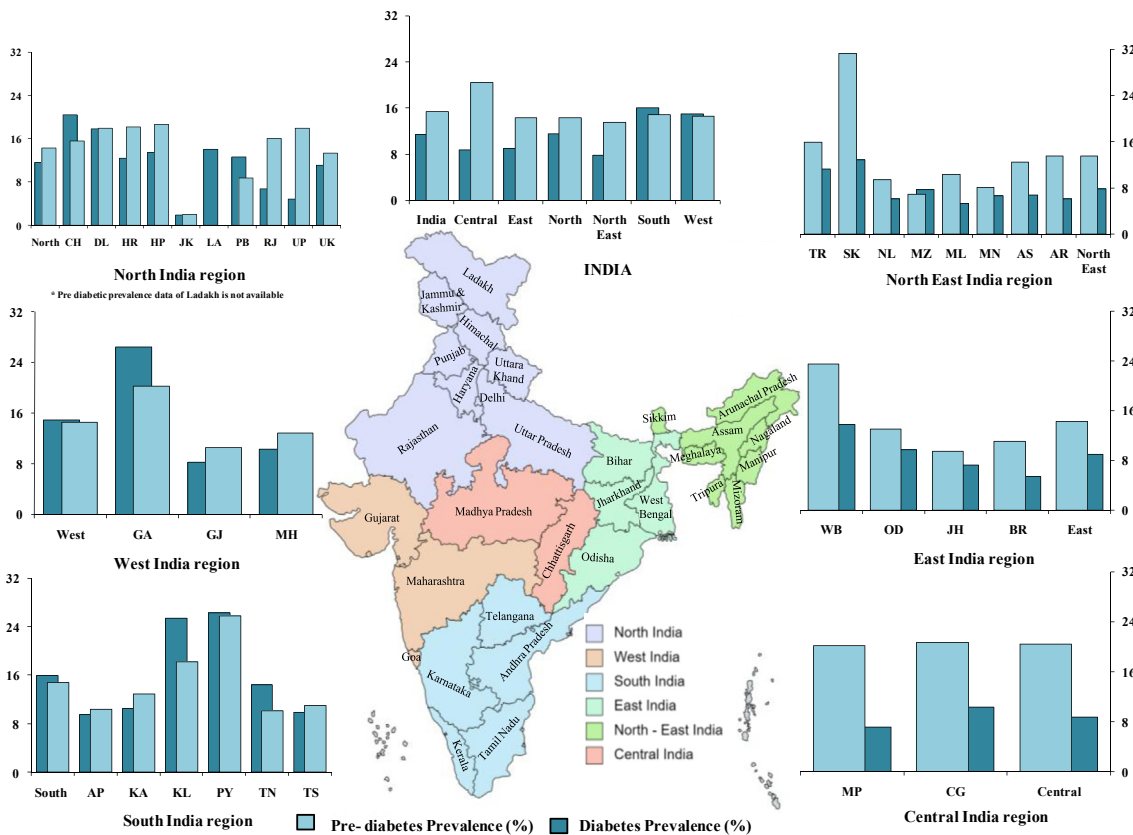 32
24
16
8
0
North CH DL HR HP JK LA PB RJ UP UK
North India region
* Pre diabetic prevalence data of Ladakh is not available
32
24
16
8
0
India Central East North North East South West
INDIA
32
24
16
8
0
TR SK NL MZ ML MN AS AR North East
North East India region
32
24
16
8
0
West GA GJ MH
West India region
32
24
16
8
0
WB OD JH BR East
East India region
32
24
16
8
0
South AP KA KL PY TN TS
South India region
32
24
16
8
0
MP CG Central
Central India region
Ladakh
Jammu &
Kashmir
Himachal
Punjab
Uttara
Khand
Haryana
Delhi
Rajasthan
Uttar Pradesh
Sikkim
Arunachal Pradesh
Assam
Nagaland
Meghalaya
Manipur
Tripura
Mizoram
Bihar
Jharkhand
West
Bengal
Gujarat
Madhya Pradesh
Chhattisgarh
Odisha
Maharashtra
Telangana
Andhra Pradesh
Goa
Karnataka
Kerala
Tamil Nadu
North India
West India
South India
East India
North - East India
Central India
Pre- diabetes Prevalence (%) Diabetes Prevalence (%)